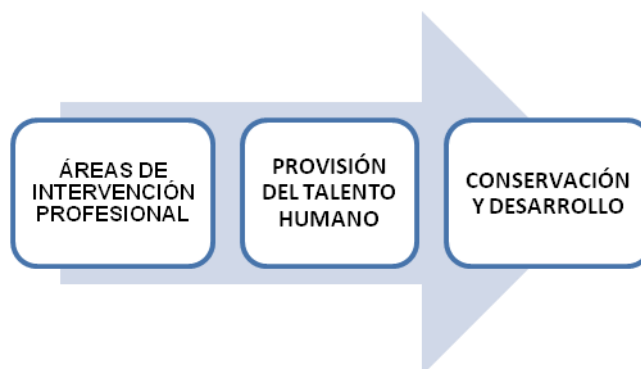 ÁREAS DE
INTERVENCIÓN
PROFESIONAL
PROVISIÓN
DEL TALENTO
HUMANO
CONSERVACIÓN
Y DESARROLLO